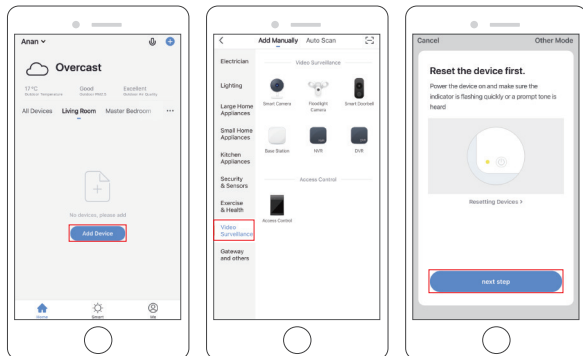 Anan
Overcast
17 °C
Good
Excellent
All Devices Living Room Master Bedroom ...
No devices, please add
Add Device
Home
Smart
Me
Add Manually Auto Scan
Electrician
Lighting
Large Home
Appliances
Small Home
Appliances
Kitchen
Appliances
Security
& Sensors
Exercise
& Health
Video
Surveillance
Gateway
and others
Video Surveillance
Smart Camera
Floodlight
Camera
Smart Doorbell
Base Station
NVR
DVR
Access Control
Access Control
Cancel
Other Mode
Reset the device first.
Power the device on and make sure the
indicator is flashing quickly or a prompt tone is
heard
Resetting Devices >
next step